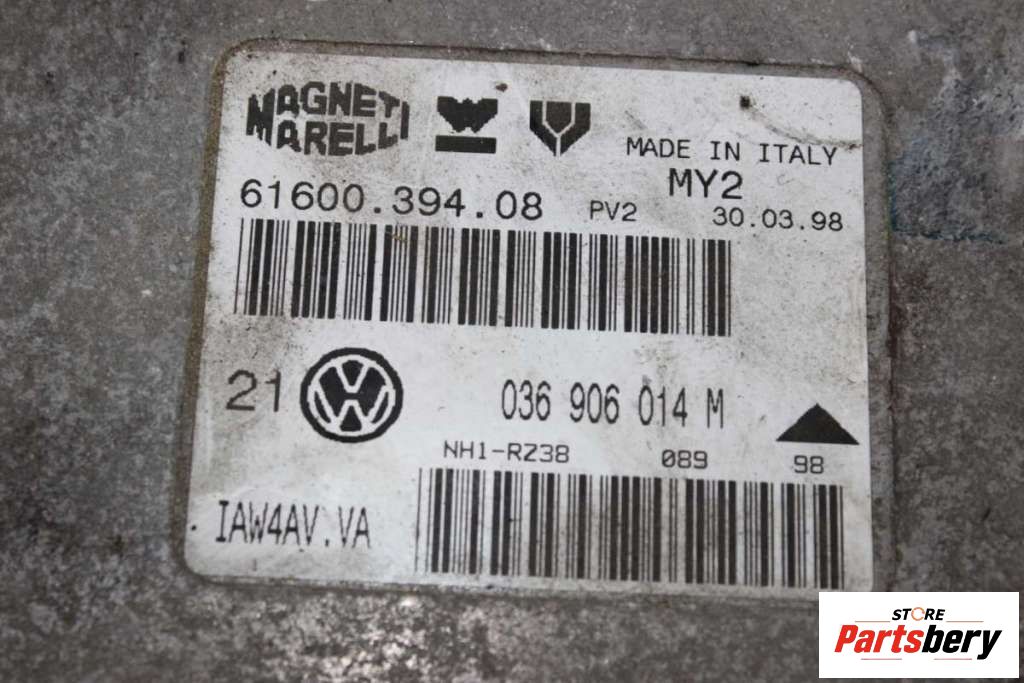 MAGNETI
MARELLI
MADE IN ITALY
MY2
61600.394.08 PV2 30.03.98
21 036 906 014 M
NH1-RZ38 089 98
IAW4AV.VA
STORE
Partsbery